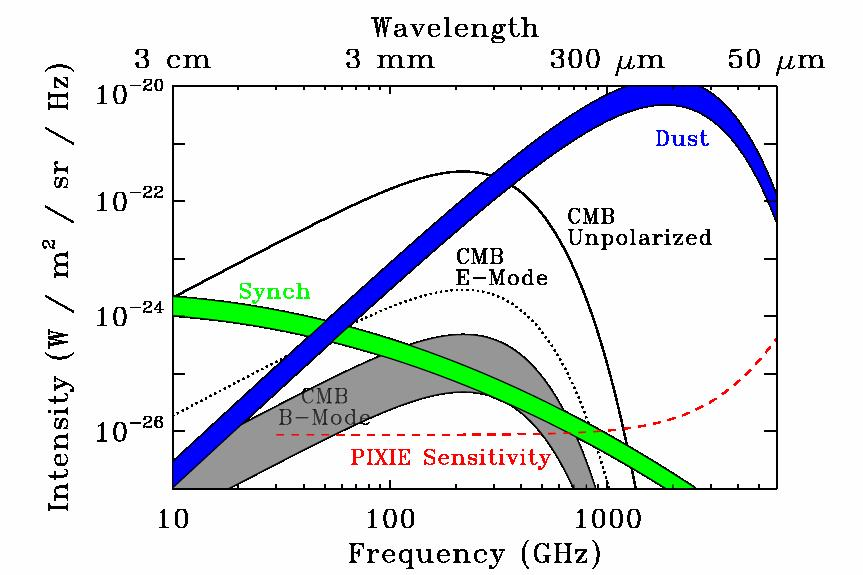 Wavelength
3 cm 3 mm 300 μm 50 μm
10⁻²⁰
Dust
10⁻²²
CMB
Unpolarized
CMB
E-Mode
Synch
10⁻²⁴
CMB
B-Mode
10⁻²⁶
PIXIE Sensitivity
10 100 1000
Frequency (GHz)
Intensity (W / m² / sr / Hz)